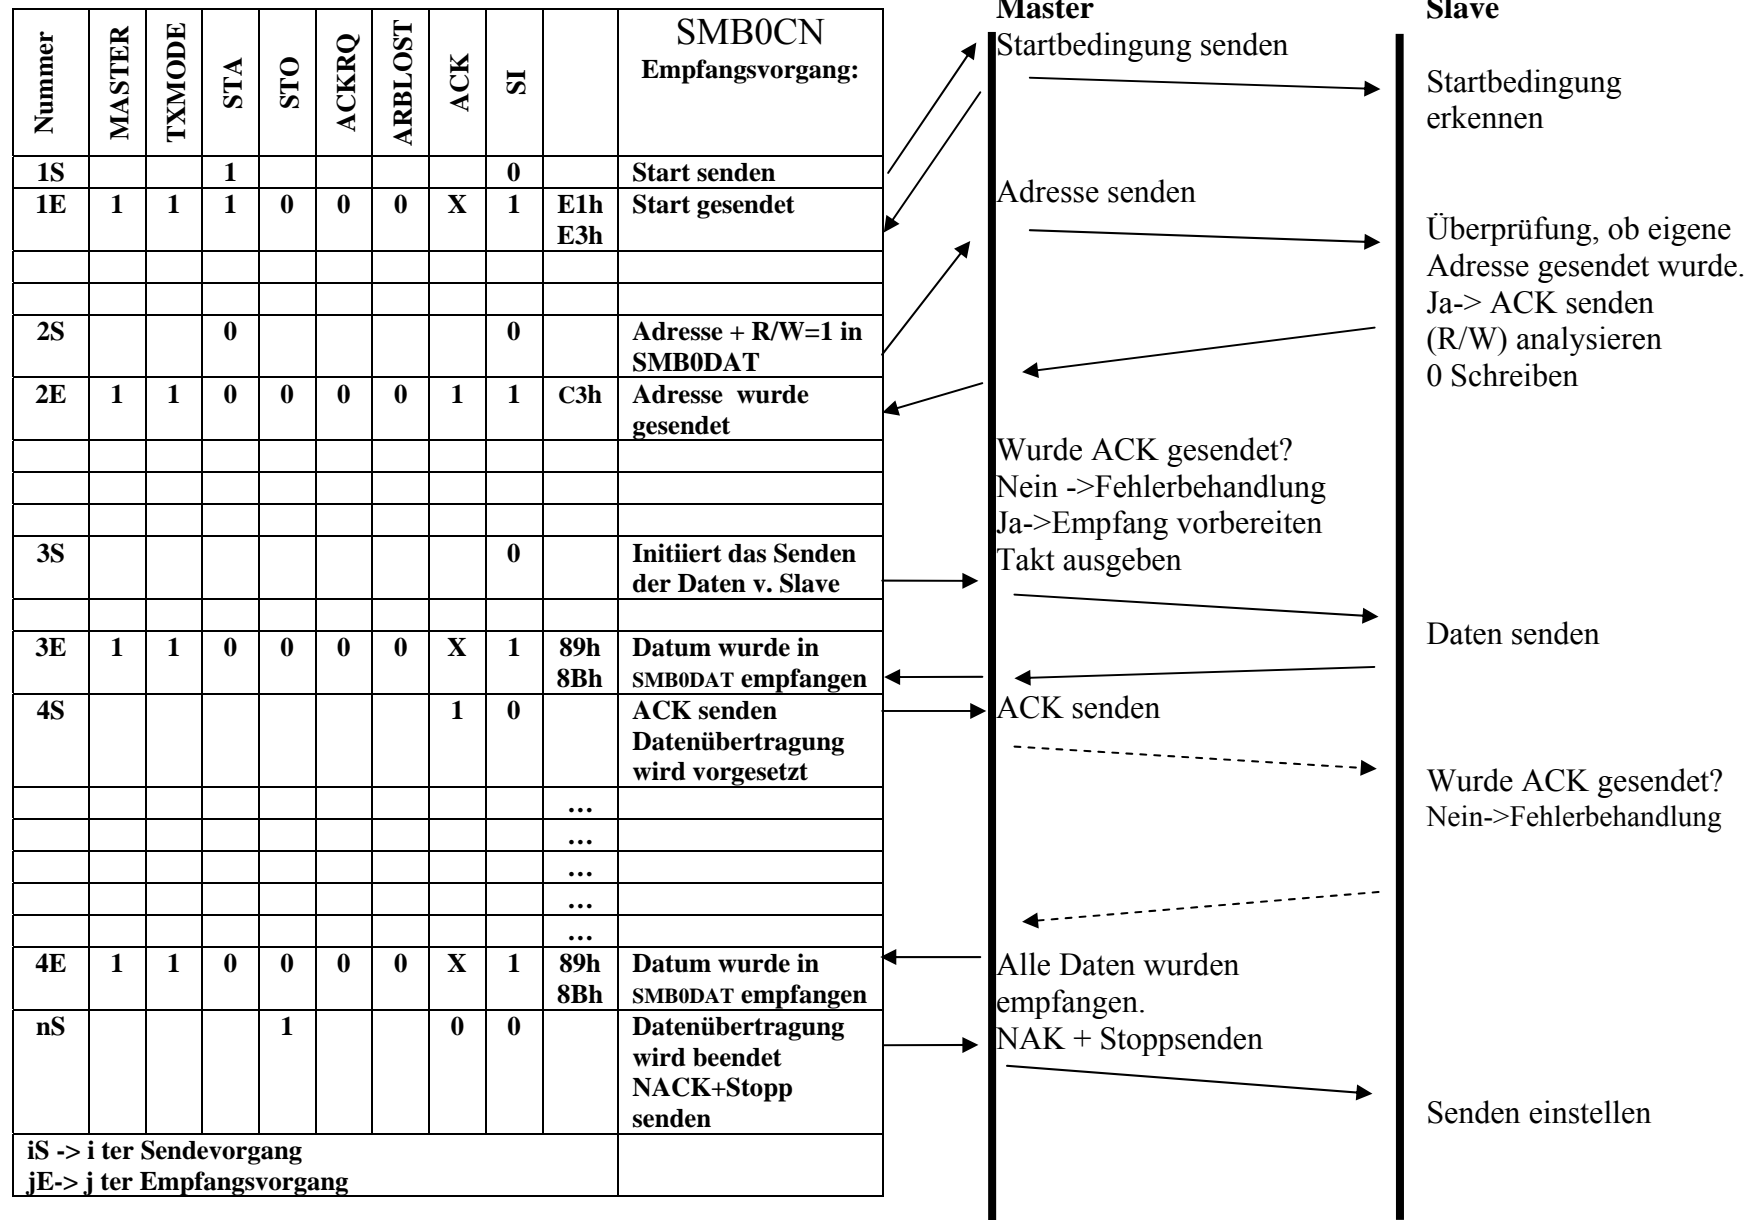 Nummer MASTER TXMODE STA STO ACKRQ ARBLOST ACK SI SMB0CN
Empfangsvorgang:
1S 1 0 Start senden
1E 1 1 1 0 0 0 X 1 E1h Start gesendet
E3h
2S 0 0 Adresse + R/W=1 in
SMB0DAT
2E 1 1 0 0 0 0 1 1 C3h Adresse wurde
gesendet
3S 0 Initiiert das Senden
der Daten v. Slave
3E 1 1 0 0 0 0 X 1 89h Datum wurde in
8Bh SMB0DAT empfangen
4S 1 0 ACK senden
Datenübertragung
wird vorgesetzt
…
…
…
…
…
4E 1 1 0 0 0 0 X 1 89h Datum wurde in
8Bh SMB0DAT empfangen
nS 1 0 0 Datenübertragung
wird beendet
NACK+Stopp
senden
iS -> i ter Sendevorgang
jE-> j ter Empfangsvorgang
Master
Startbedingung senden
Adresse senden
Wurde ACK gesendet?
Nein ->Fehlerbehandlung
Ja->Empfang vorbereiten
Takt ausgeben
ACK senden
Alle Daten wurden
empfangen.
NAK + Stoppsenden
Slave
Startbedingung
erkennen
Überprüfung, ob eigene
Adresse gesendet wurde.
Ja-> ACK senden
(R/W) analysieren
0 Schreiben
Daten senden
Wurde ACK gesendet?
Nein->Fehlerbehandlung
Senden einstellen